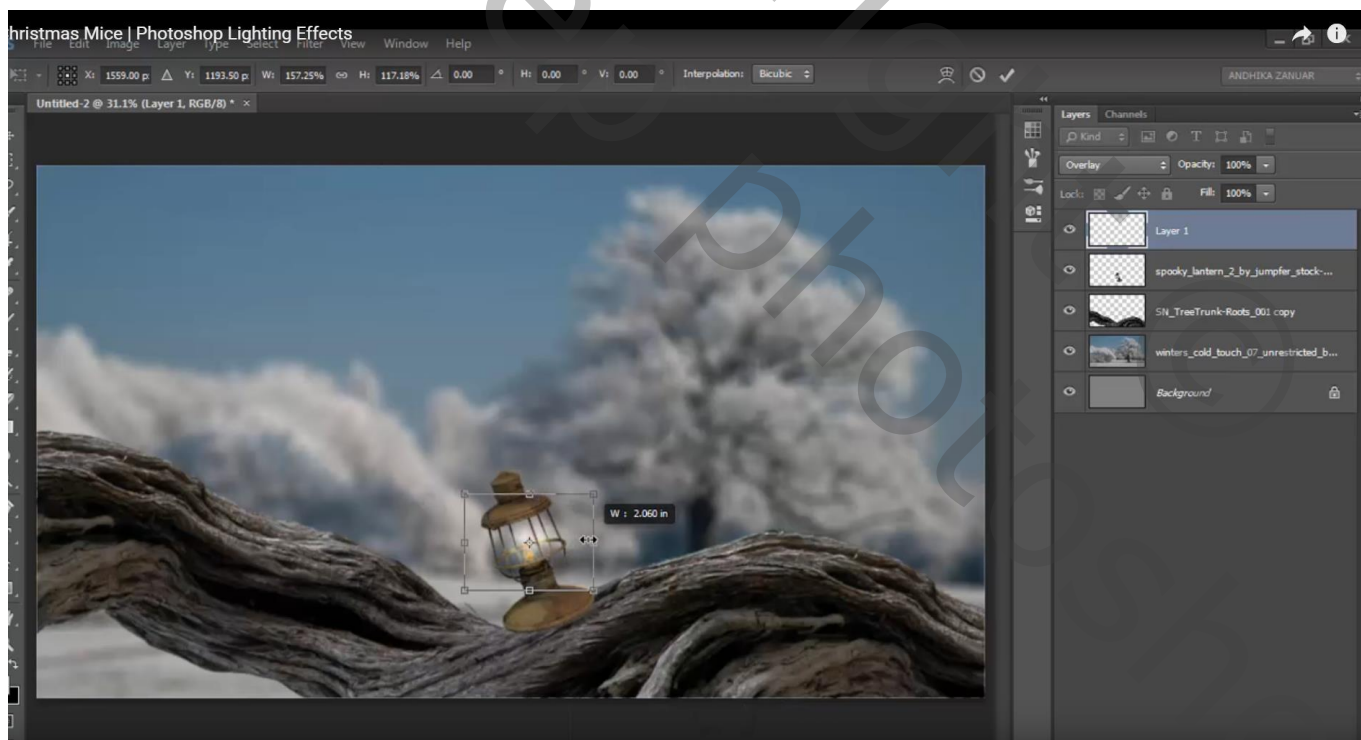 hristmas Mice | Photoshop Lighting Effects
File Edit Image Layer Type Select Filter View Window Help
X: 1559.00 p: Y: 1193.50 p: W: 157.25% H: 117.18% 0.00 ° H: 0.00 ° V: 0.00 ° Interpolation: Bicubic
ANDHIKA ZANUAR
Untitled-2 @ 31.1% (Layer 1, RGB/8) * ×
Layers Channels
Kind
Overlay Opacity: 100%
Lock: Fill: 100%
Layer 1
spooky_lantern_2_by_jumpfer_stock-...
SN_TreeTrunk-Roots_001 copy
winters_cold_touch_07_unrestricted_b...
Background
W : 2.060 in